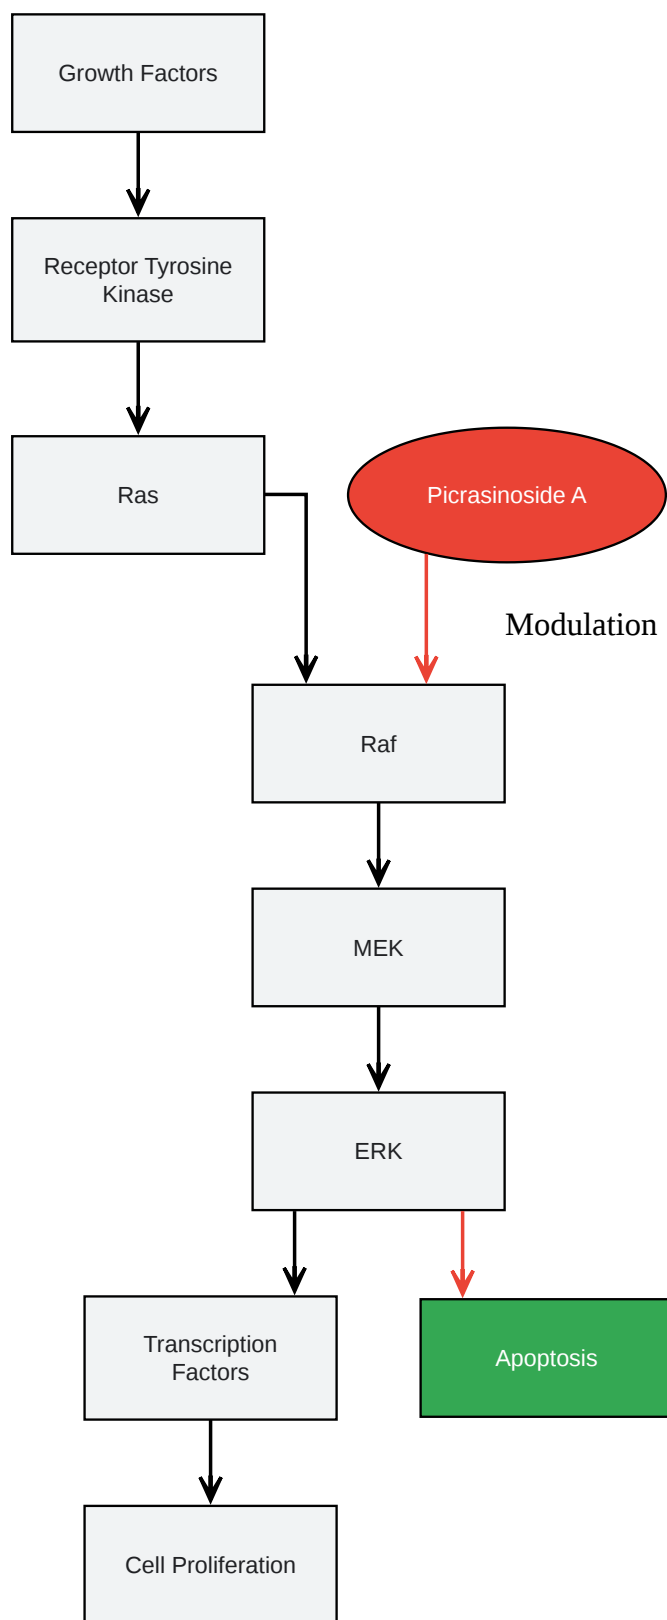 Growth Factors
Receptor Tyrosine
Kinase
Ras
Picrasinoside A
Modulation
Raf
MEK
ERK
Transcription
Factors
Apoptosis
Cell Proliferation